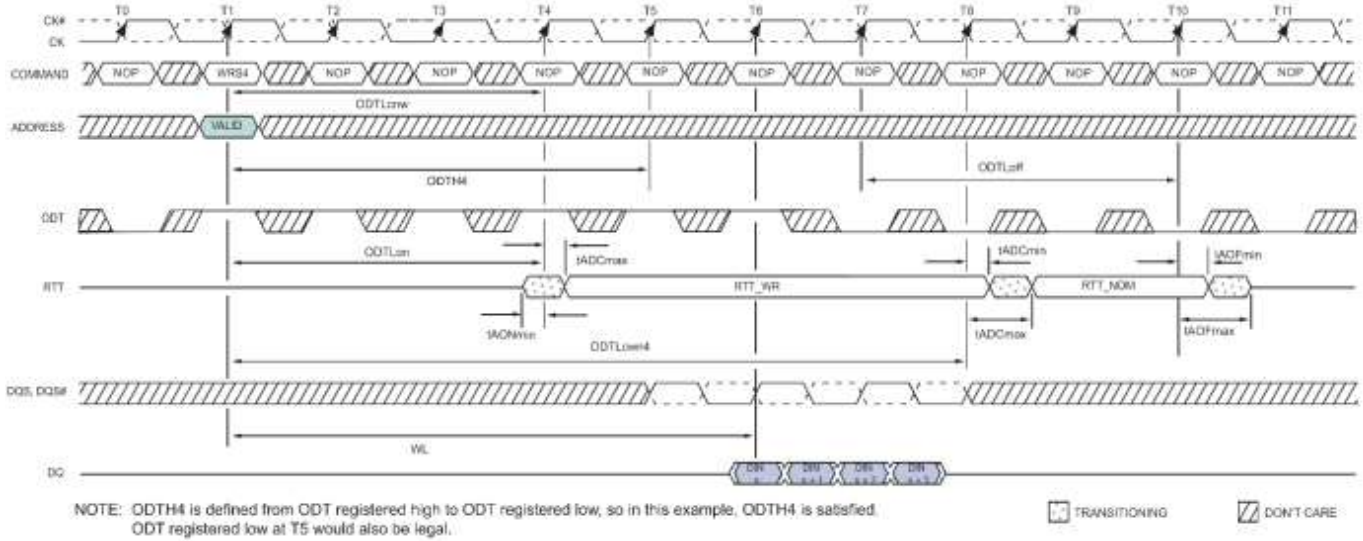 T0 T1 T2 T3 T4 T5 T6 T7 T8 T9 T10 T11
CK#
CK
COMMAND NOP WRS4 NOP NOP NOP NOP NOP NOP NOP NOP NOP NOP
ODTLcnw
ADDRESS VALID
ODTH4 ODTLoff
ODT
ODTLon tADCmax tADCmin tAOFmin
RTT RTT_WR RTT_NOM
tAONmin tADCmax tAOFmax
ODTLcwn4
DQS, DQS#
WL
DQ DIN DIN DIN DIN
NOTE: ODTH4 is defined from ODT registered high to ODT registered low, so in this example, ODTH4 is satisfied.
ODT registered low at T5 would also be legal.
TRANSITIONING DON'T CARE